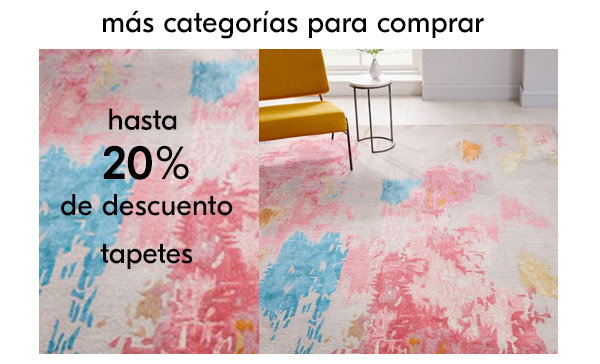 más categorías para comprar
hasta
20%
de descuento
tapetes